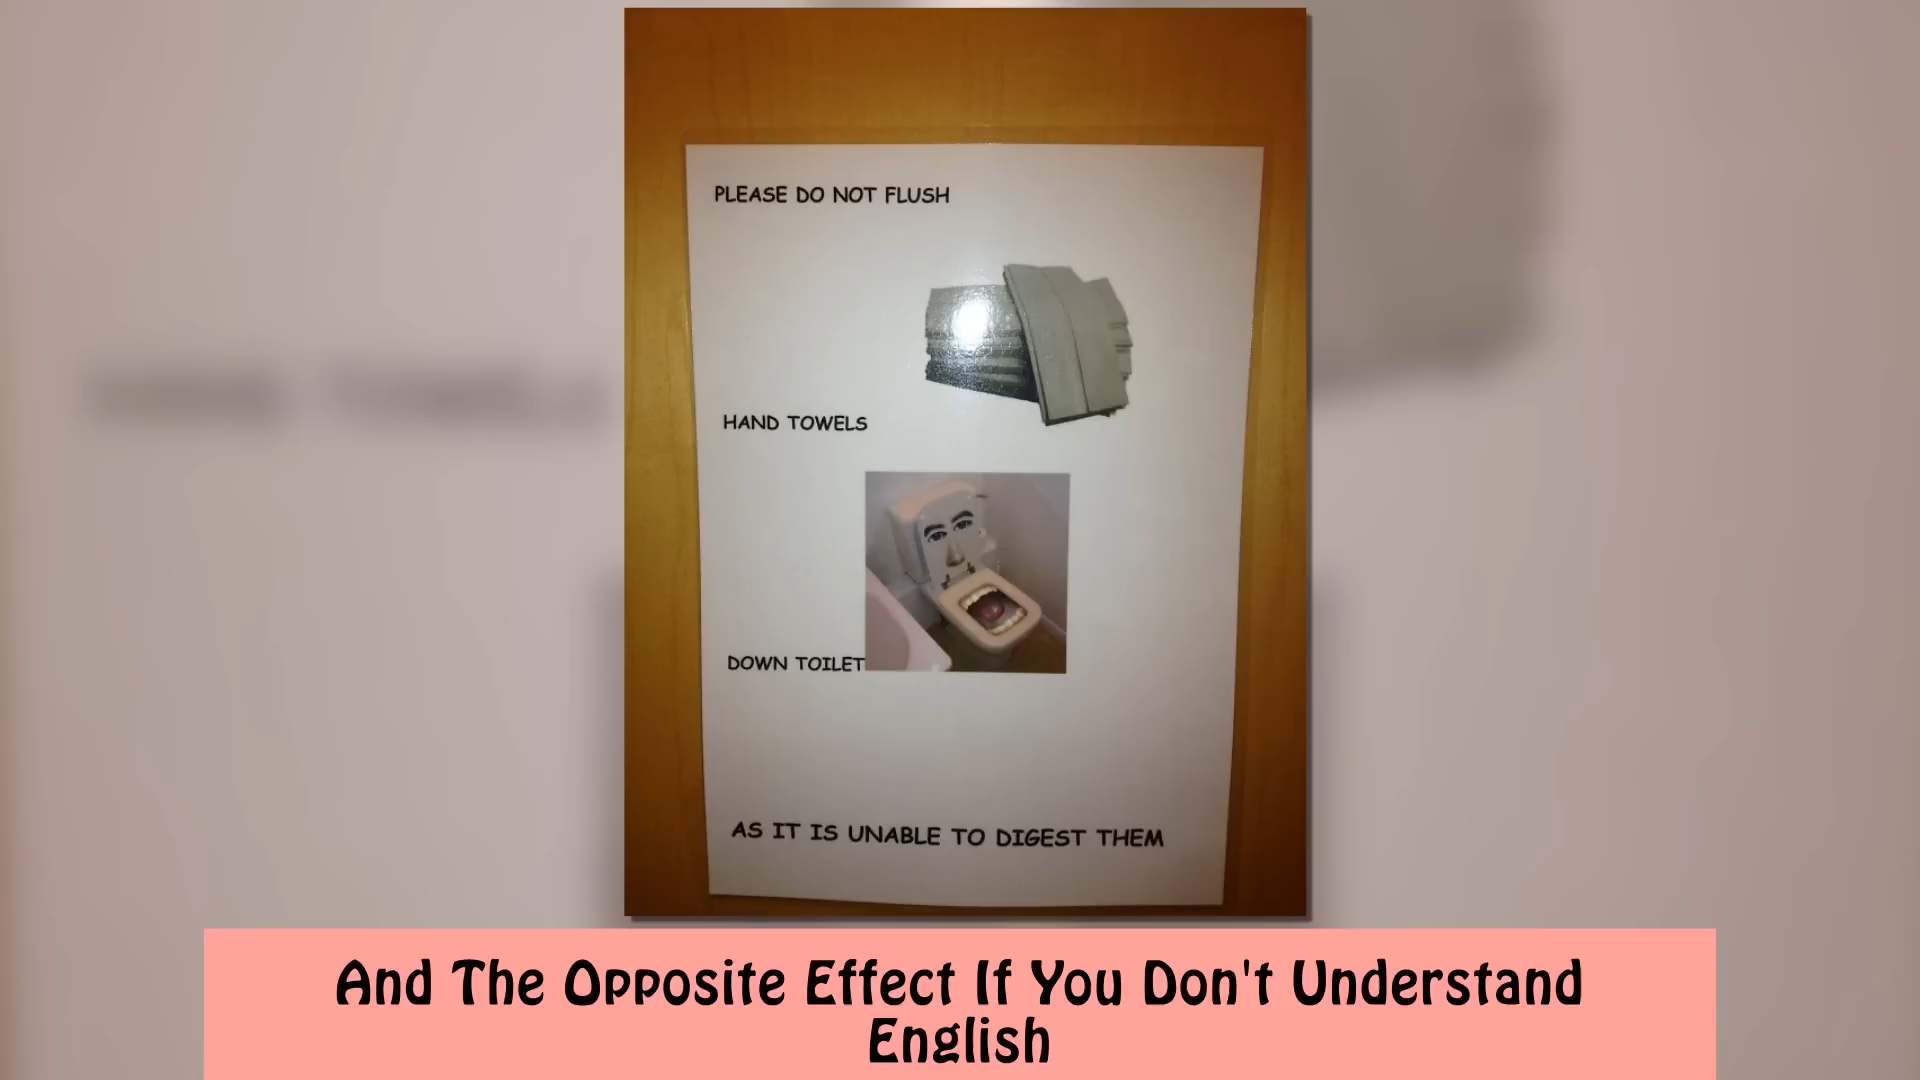 PLEASE DO NOT FLUSH
HAND TOWELS
DOWN TOILET
AS IT IS UNABLE TO DIGEST THEM
And The Opposite Effect If You Don't Understand
English